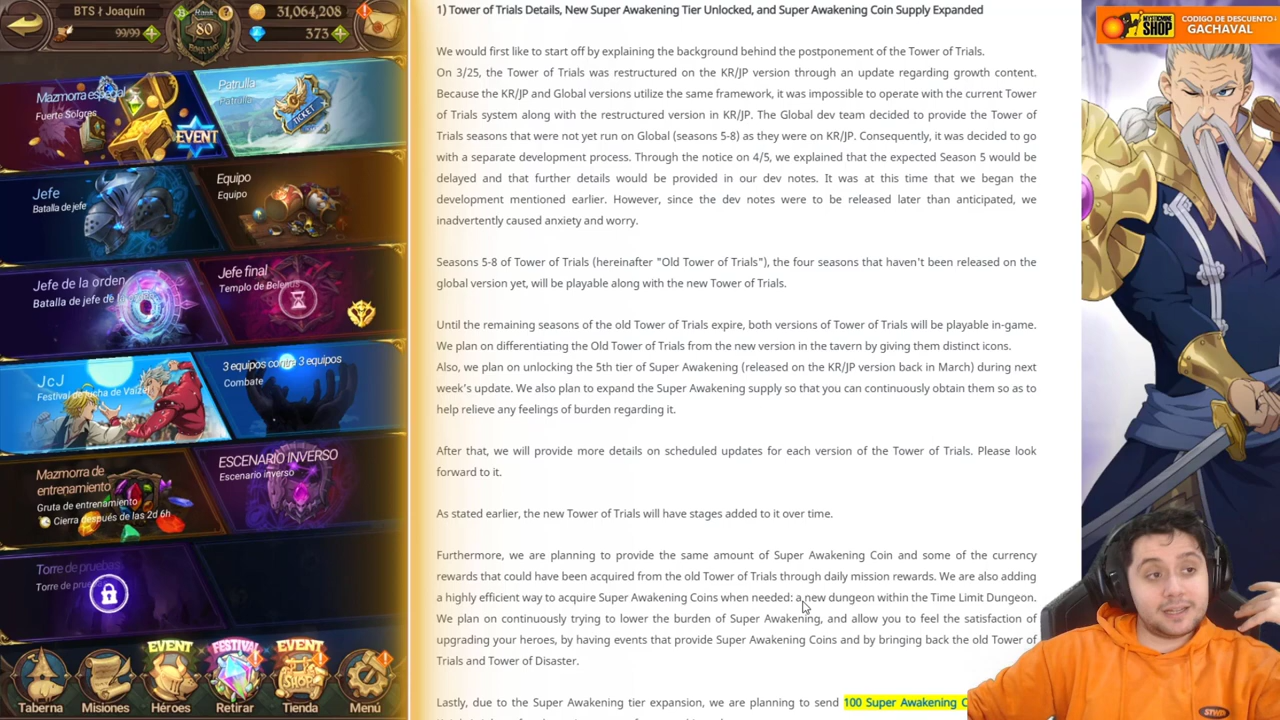 BTS ł Joaquín
99/99
33
Rank
80
31,064,208
373
Mazmorra especial
Fuerte Solgres
EVENT
Patrulla
Patrulla
TICKET
Jefe
Batalla de jefe
Equipo
Equipo
Jefe de la orden
Batalla de jefe de
Jefe final
Templo de Belenus
JcJ
Festival de lucha de Vaizel
3 equipos contra 3 equipos
Combate
Mazmorra de
entrenamiento
Gruta de entrenamiento
Cierra después de las 2d 6h
ESCENARIO INVERSO
Escenario inverso
Torre de pruebas
EVENT
FESTIVAL
EVENT
SHOP
Taberna
Misiones
Héroes
Retirar
Tienda
Menú
1) Tower of Trials Details, New Super Awakening Tier Unlocked, and Super Awakening Coin Supply Expanded
We would first like to start off by explaining the background behind the postponement of the Tower of Trials.
On 3/25, the Tower of Trials was restructured on the KR/JP version through an update regarding growth content.
Because the KR/JP and Global versions utilize the same framework, it was impossible to operate with the current Tower
of Trials system along with the restructured version in KR/JP. The Global dev team decided to provide the Tower of
Trials seasons that were not yet run on Global (seasons 5-8) as they were on KR/JP. Consequently, it was decided to go
with a separate development process. Through the notice on 4/5, we explained that the expected Season 5 would be
delayed and that further details would be provided in our dev notes. It was at this time that we began the
development mentioned earlier. However, since the dev notes were to be released later than anticipated, we
inadvertently caused anxiety and worry.
Seasons 5-8 of Tower of Trials (hereinafter "Old Tower of Trials"), the four seasons that haven't been released on the
global version yet, will be playable along with the new Tower of Trials.
Until the remaining seasons of the old Tower of Trials expire, both versions of Tower of Trials will be playable in-game.
We plan on differentiating the Old Tower of Trials from the new version in the tavern by giving them distinct icons.
Also, we plan on unlocking the 5th tier of Super Awakening (released on the KR/JP version back in March) during next
week's update. We also plan to expand the Super Awakening supply so that you can continuously obtain them so as to
help relieve any feelings of burden regarding it.
After that, we will provide more details on scheduled updates for each version of the Tower of Trials. Please look
forward to it.
As stated earlier, the new Tower of Trials will have stages added to it over time.
Furthermore, we are planning to provide the same amount of Super Awakening Coin and some of the currency
rewards that could have been acquired from the old Tower of Trials through daily mission rewards. We are also adding
a highly efficient way to acquire Super Awakening Coins when needed: a new dungeon within the Time Limit Dungeon.
We plan on continuously trying to lower the burden of Super Awakening, and allow you to feel the satisfaction of
upgrading your heroes, by having events that provide Super Awakening Coins and by bringing back the old Tower of
Trials and Tower of Disaster.
Lastly, due to the Super Awakening tier expansion, we are planning to send 100 Super Awakening C
MYSTICMINE
SHOP
CODIGO DE DESCUENTO
GACHAVAL
STWD